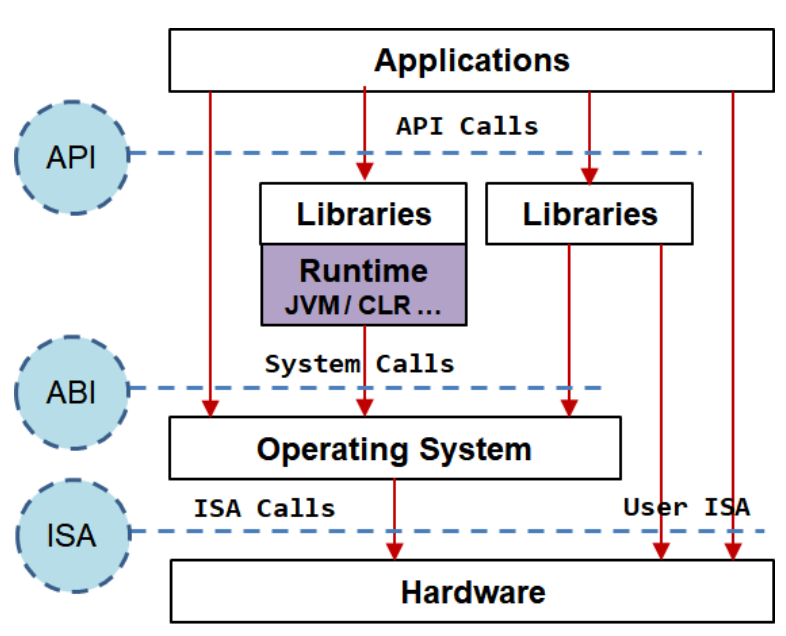 Applications
API Calls
API
Libraries
Libraries
Runtime
JVM / CLR ...
System Calls
ABI
Operating System
ISA Calls
User ISA
ISA
Hardware